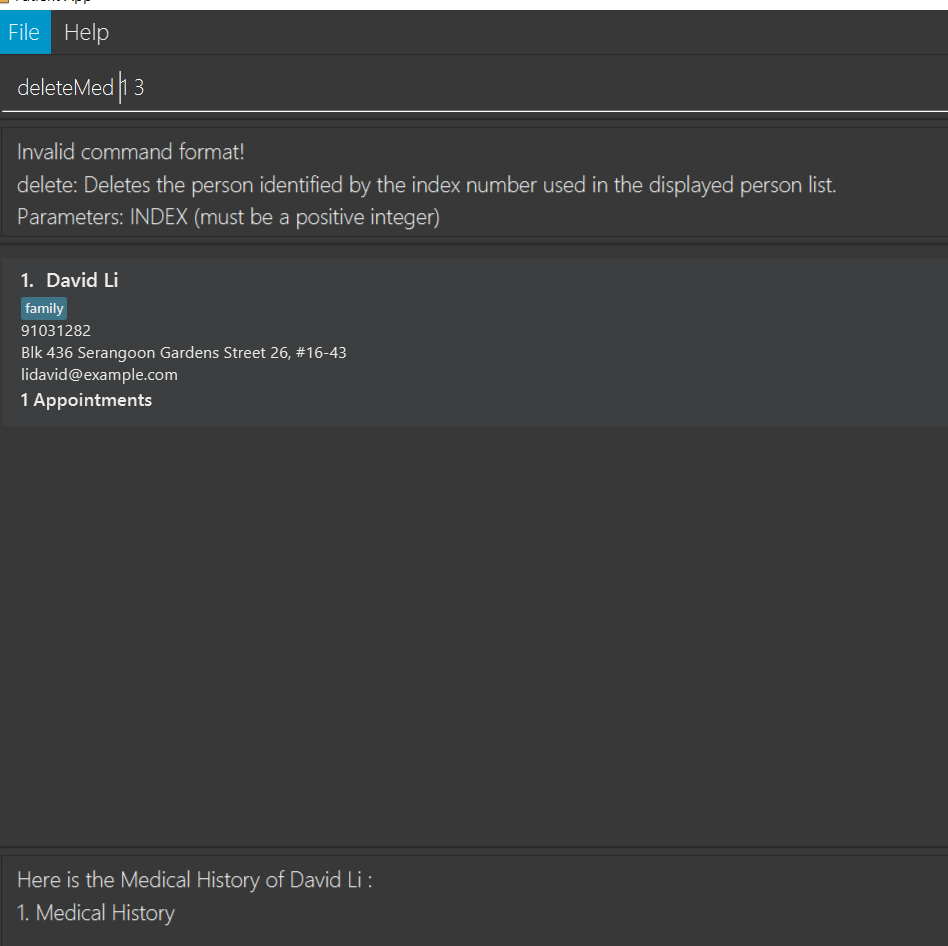 File Help
deleteMed 1 3
Invalid command format!
delete: Deletes the person identified by the index number used in the displayed person list.
Parameters: INDEX (must be a positive integer)
1. David Li
family
91031282
Blk 436 Serangoon Gardens Street 26, #16-43
lidavid@example.com
1 Appointments
Here is the Medical History of David Li :
1. Medical History